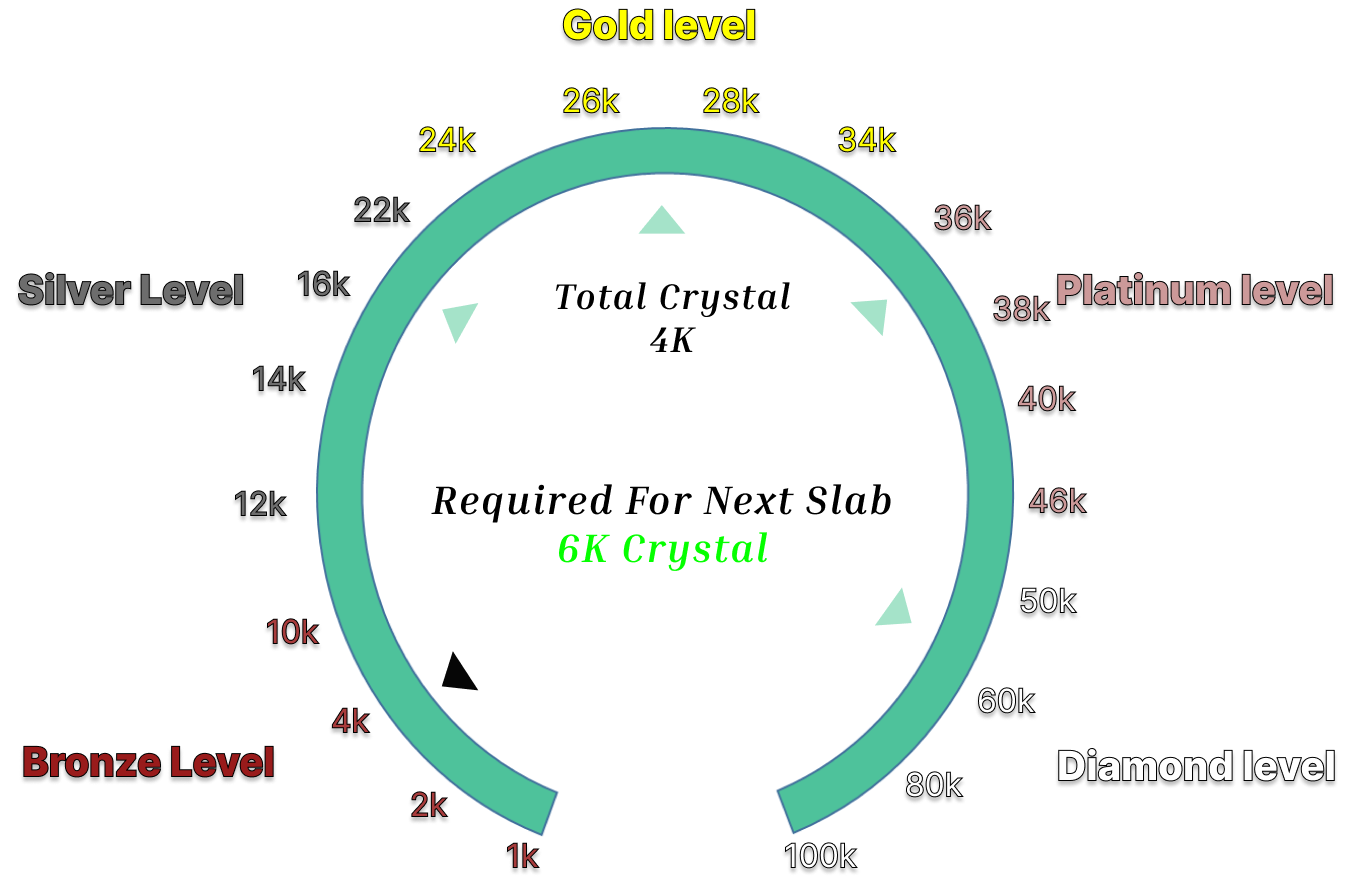 Gold level
26k
28k
24k
34k
22k
36k
Silver Level
16k
38k
Platinum level
Total Crystal
4K
14k
40k
12k
Required For Next Slab
6K Crystal
46k
10k
50k
4k
60k
Bronze Level
2k
80k
Diamond level
1k
100k